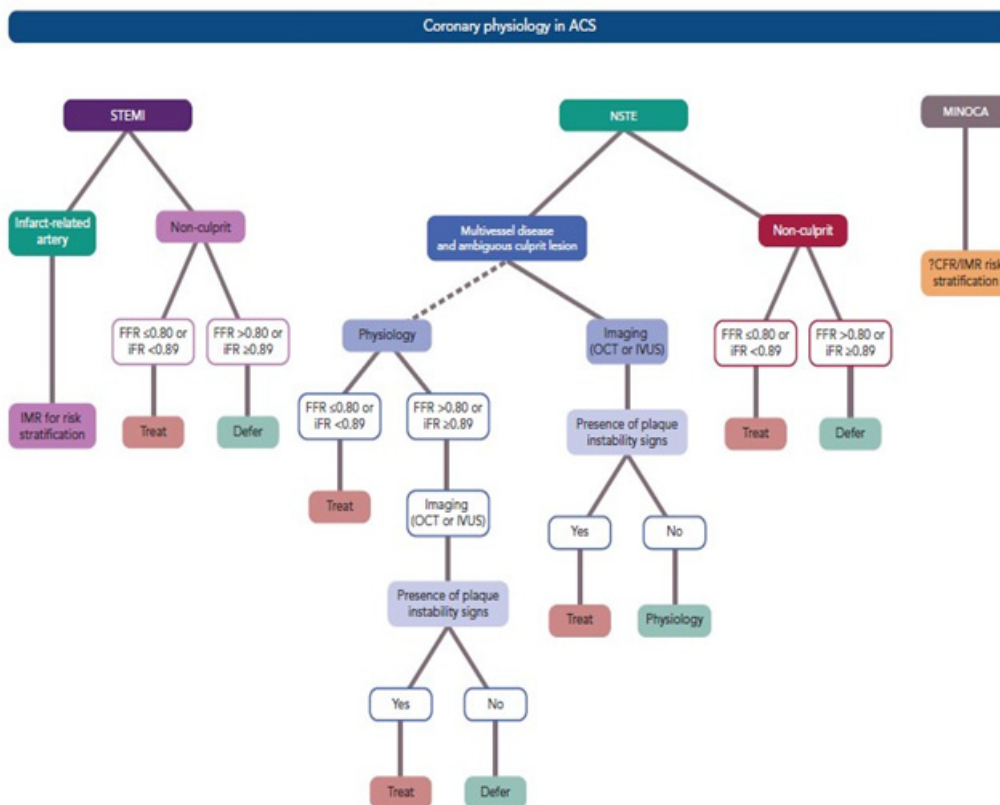 Coronary physiology in ACS
STEMI
NSTE
MINOCA
Infarct-related
artery
Non-culprit
Multivessel disease
and ambiguous culprit lesion
Non-culprit
?CFR/IMR risk
stratification
FFR ≤0.80 or
iFR <0.89
FFR >0.80 or
iFR ≥0.89
Physiology
Imaging
(OCT or IVUS)
FFR ≤0.80 or
iFR <0.89
FFR >0.80 or
iFR ≥0.89
IMR for risk
stratification
Treat
Defer
FFR ≤0.80 or
iFR <0.89
FFR >0.80 or
iFR ≥0.89
Presence of plaque
instability signs
Treat
Defer
Treat
Imaging
(OCT or IVUS)
Yes
No
Presence of plaque
instability signs
Treat
Physiology
Yes
No
Treat
Defer